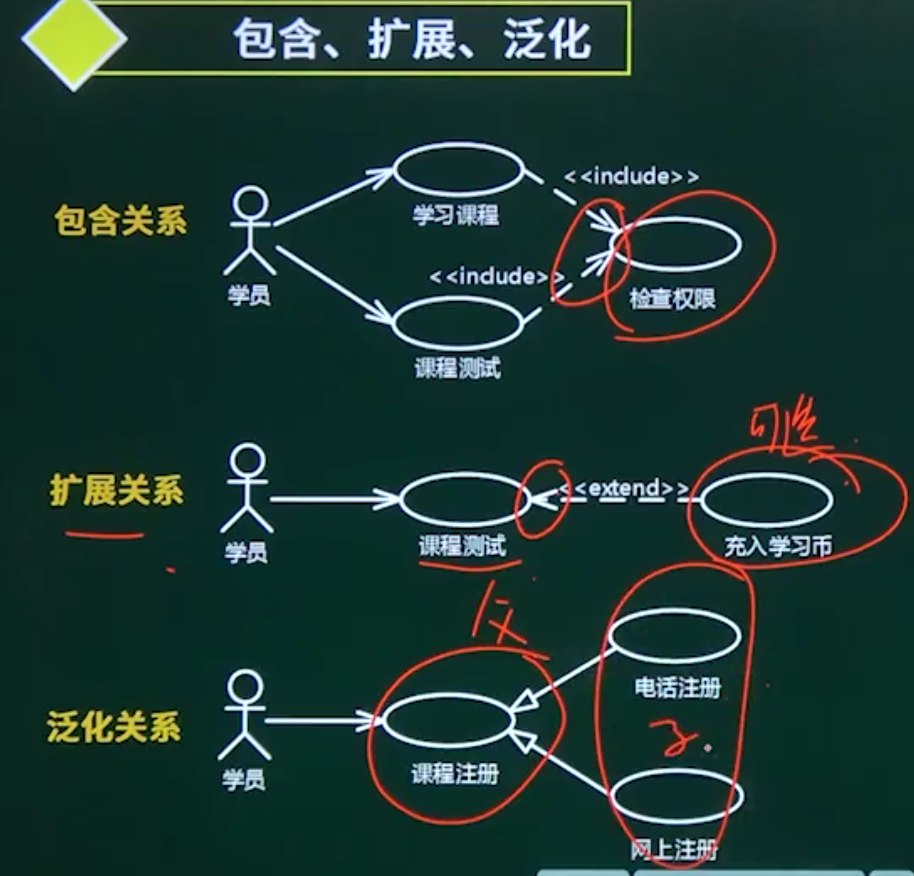 包含、扩展、泛化
<<include>>
包含关系
学习课程
<<include>>
学员
检查权限
课程测试
可选
扩展关系
<<extend>>
学员
课程测试
充入学习币
父
电话注册
泛化关系
子
学员
课程注册
网上注册